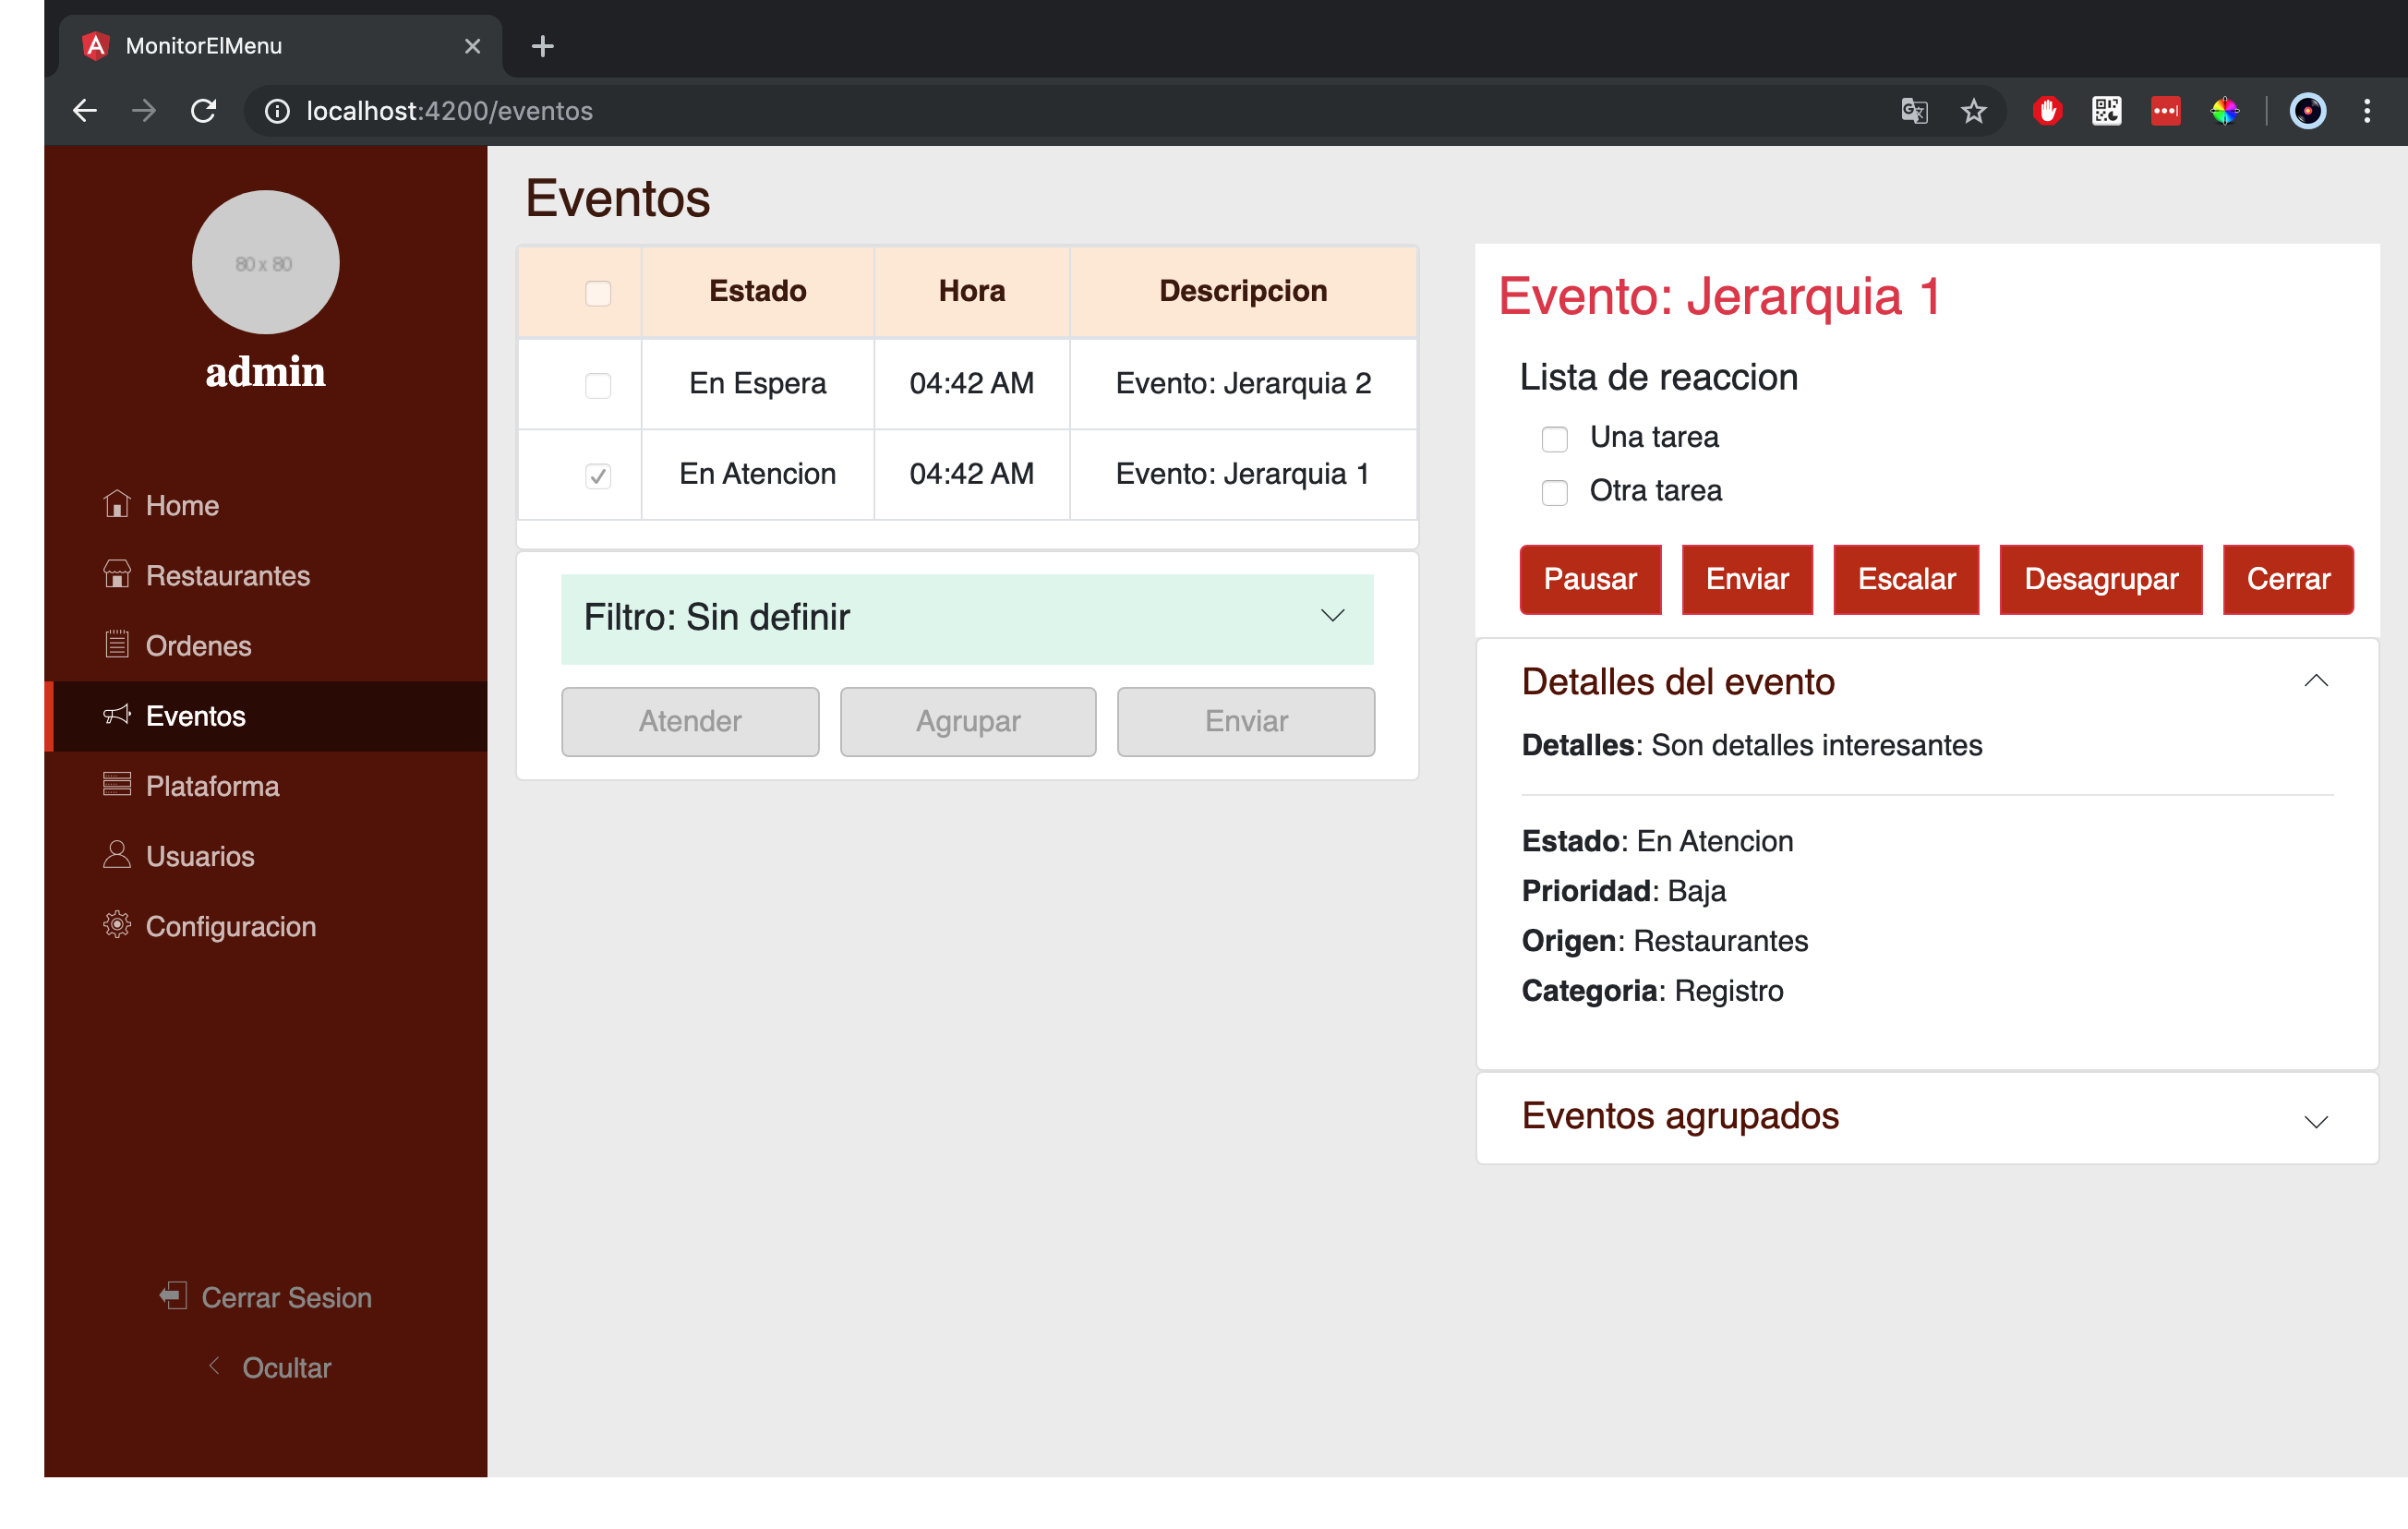 MonitorElMenu
localhost:4200/eventos
80 x 80
admin
Home
Restaurantes
Ordenes
Eventos
Plataforma
Usuarios
Configuracion
Cerrar Sesion
Ocultar
Eventos
Estado Hora Descripcion
En Espera 04:42 AM Evento: Jerarquia 2
En Atencion 04:42 AM Evento: Jerarquia 1
Filtro: Sin definir
Atender Agrupar Enviar
Evento: Jerarquia 1
Lista de reaccion
Una tarea
Otra tarea
Pausar Enviar Escalar Desagrupar Cerrar
Detalles del evento
Detalles: Son detalles interesantes
Estado: En Atencion
Prioridad: Baja
Origen: Restaurantes
Categoria: Registro
Eventos agrupados